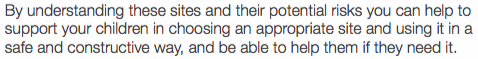 By understanding these sites and their potential risks you can help to
support your children in choosing an appropriate site and using it in a
safe and constructive way, and be able to help them if they need it.